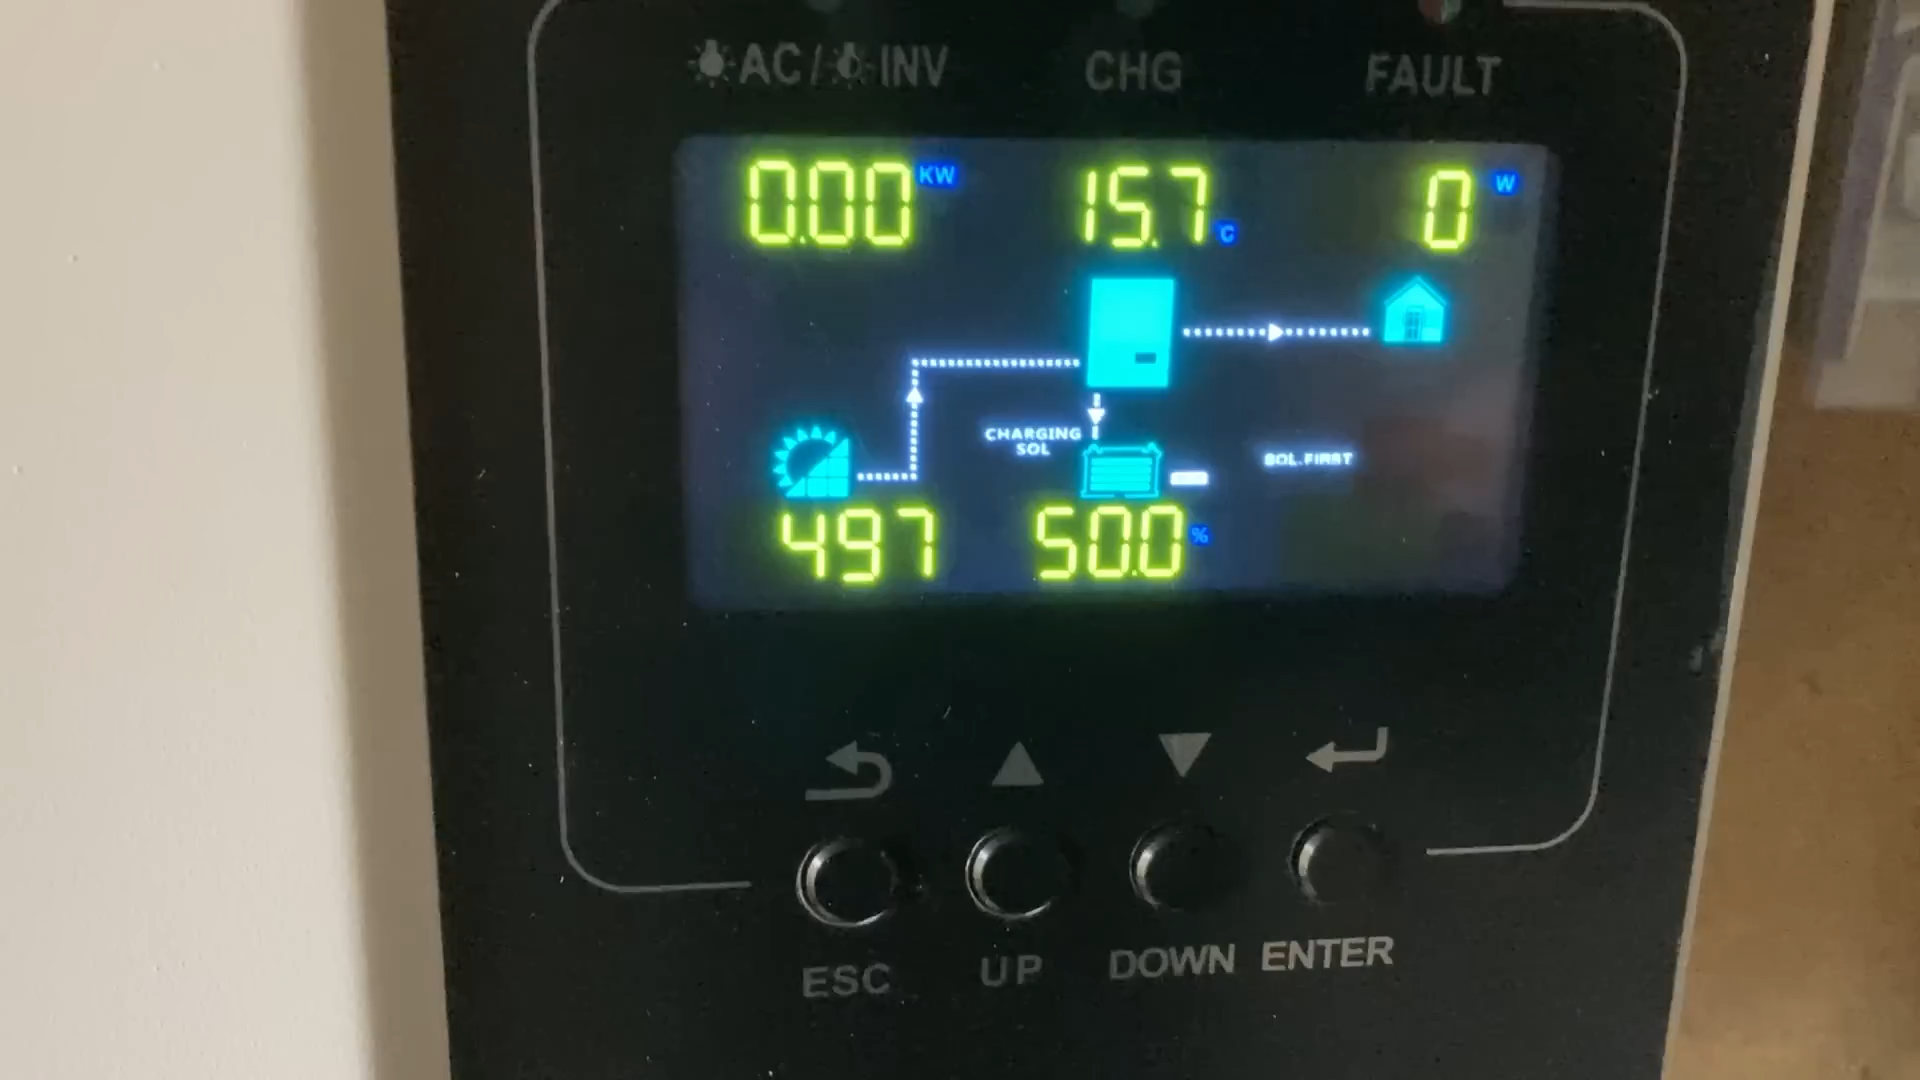 AC/ INV CHG FAULT
0.00 KW 15.7 C 0 W
CHARGING
SOL
SOL.FIRST
497 50.0 %
ESC UP DOWN ENTER